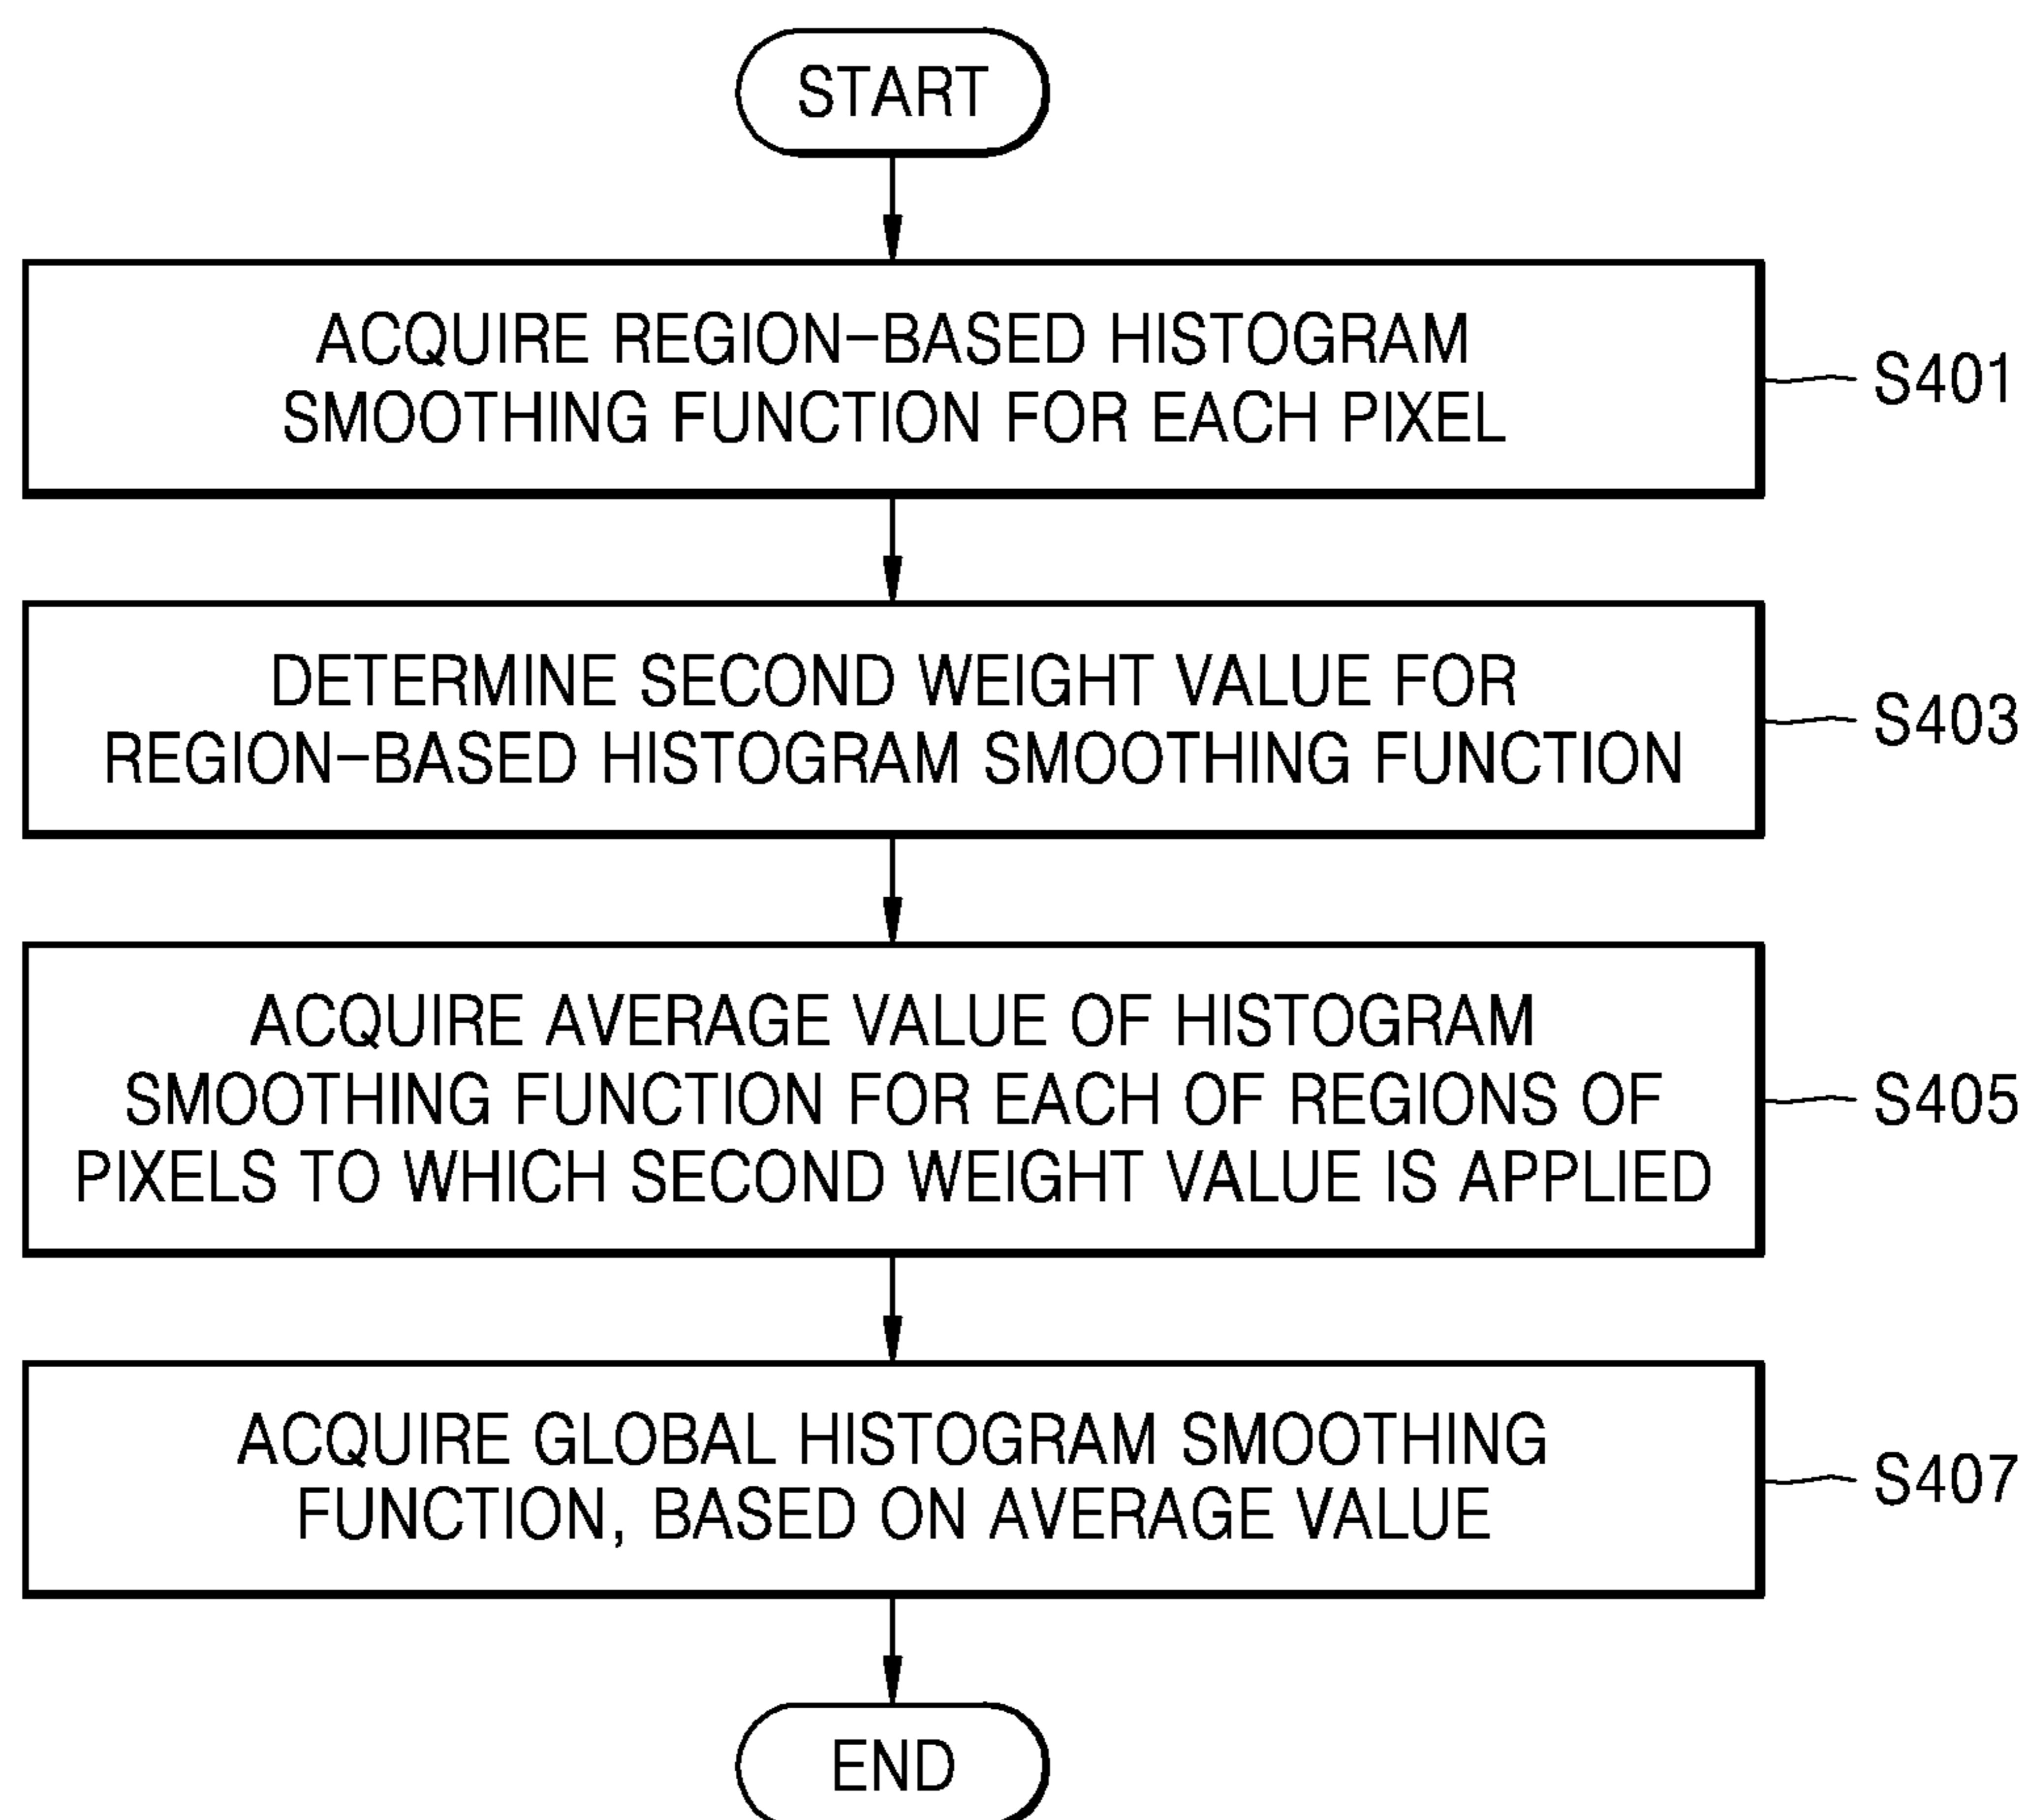 START
ACQUIRE REGION-BASED HISTOGRAM
SMOOTHING FUNCTION FOR EACH PIXEL
S401
DETERMINE SECOND WEIGHT VALUE FOR
REGION-BASED HISTOGRAM SMOOTHING FUNCTION
S403
ACQUIRE AVERAGE VALUE OF HISTOGRAM
SMOOTHING FUNCTION FOR EACH OF REGIONS OF
PIXELS TO WHICH SECOND WEIGHT VALUE IS APPLIED
S405
ACQUIRE GLOBAL HISTOGRAM SMOOTHING
FUNCTION, BASED ON AVERAGE VALUE
S407
END